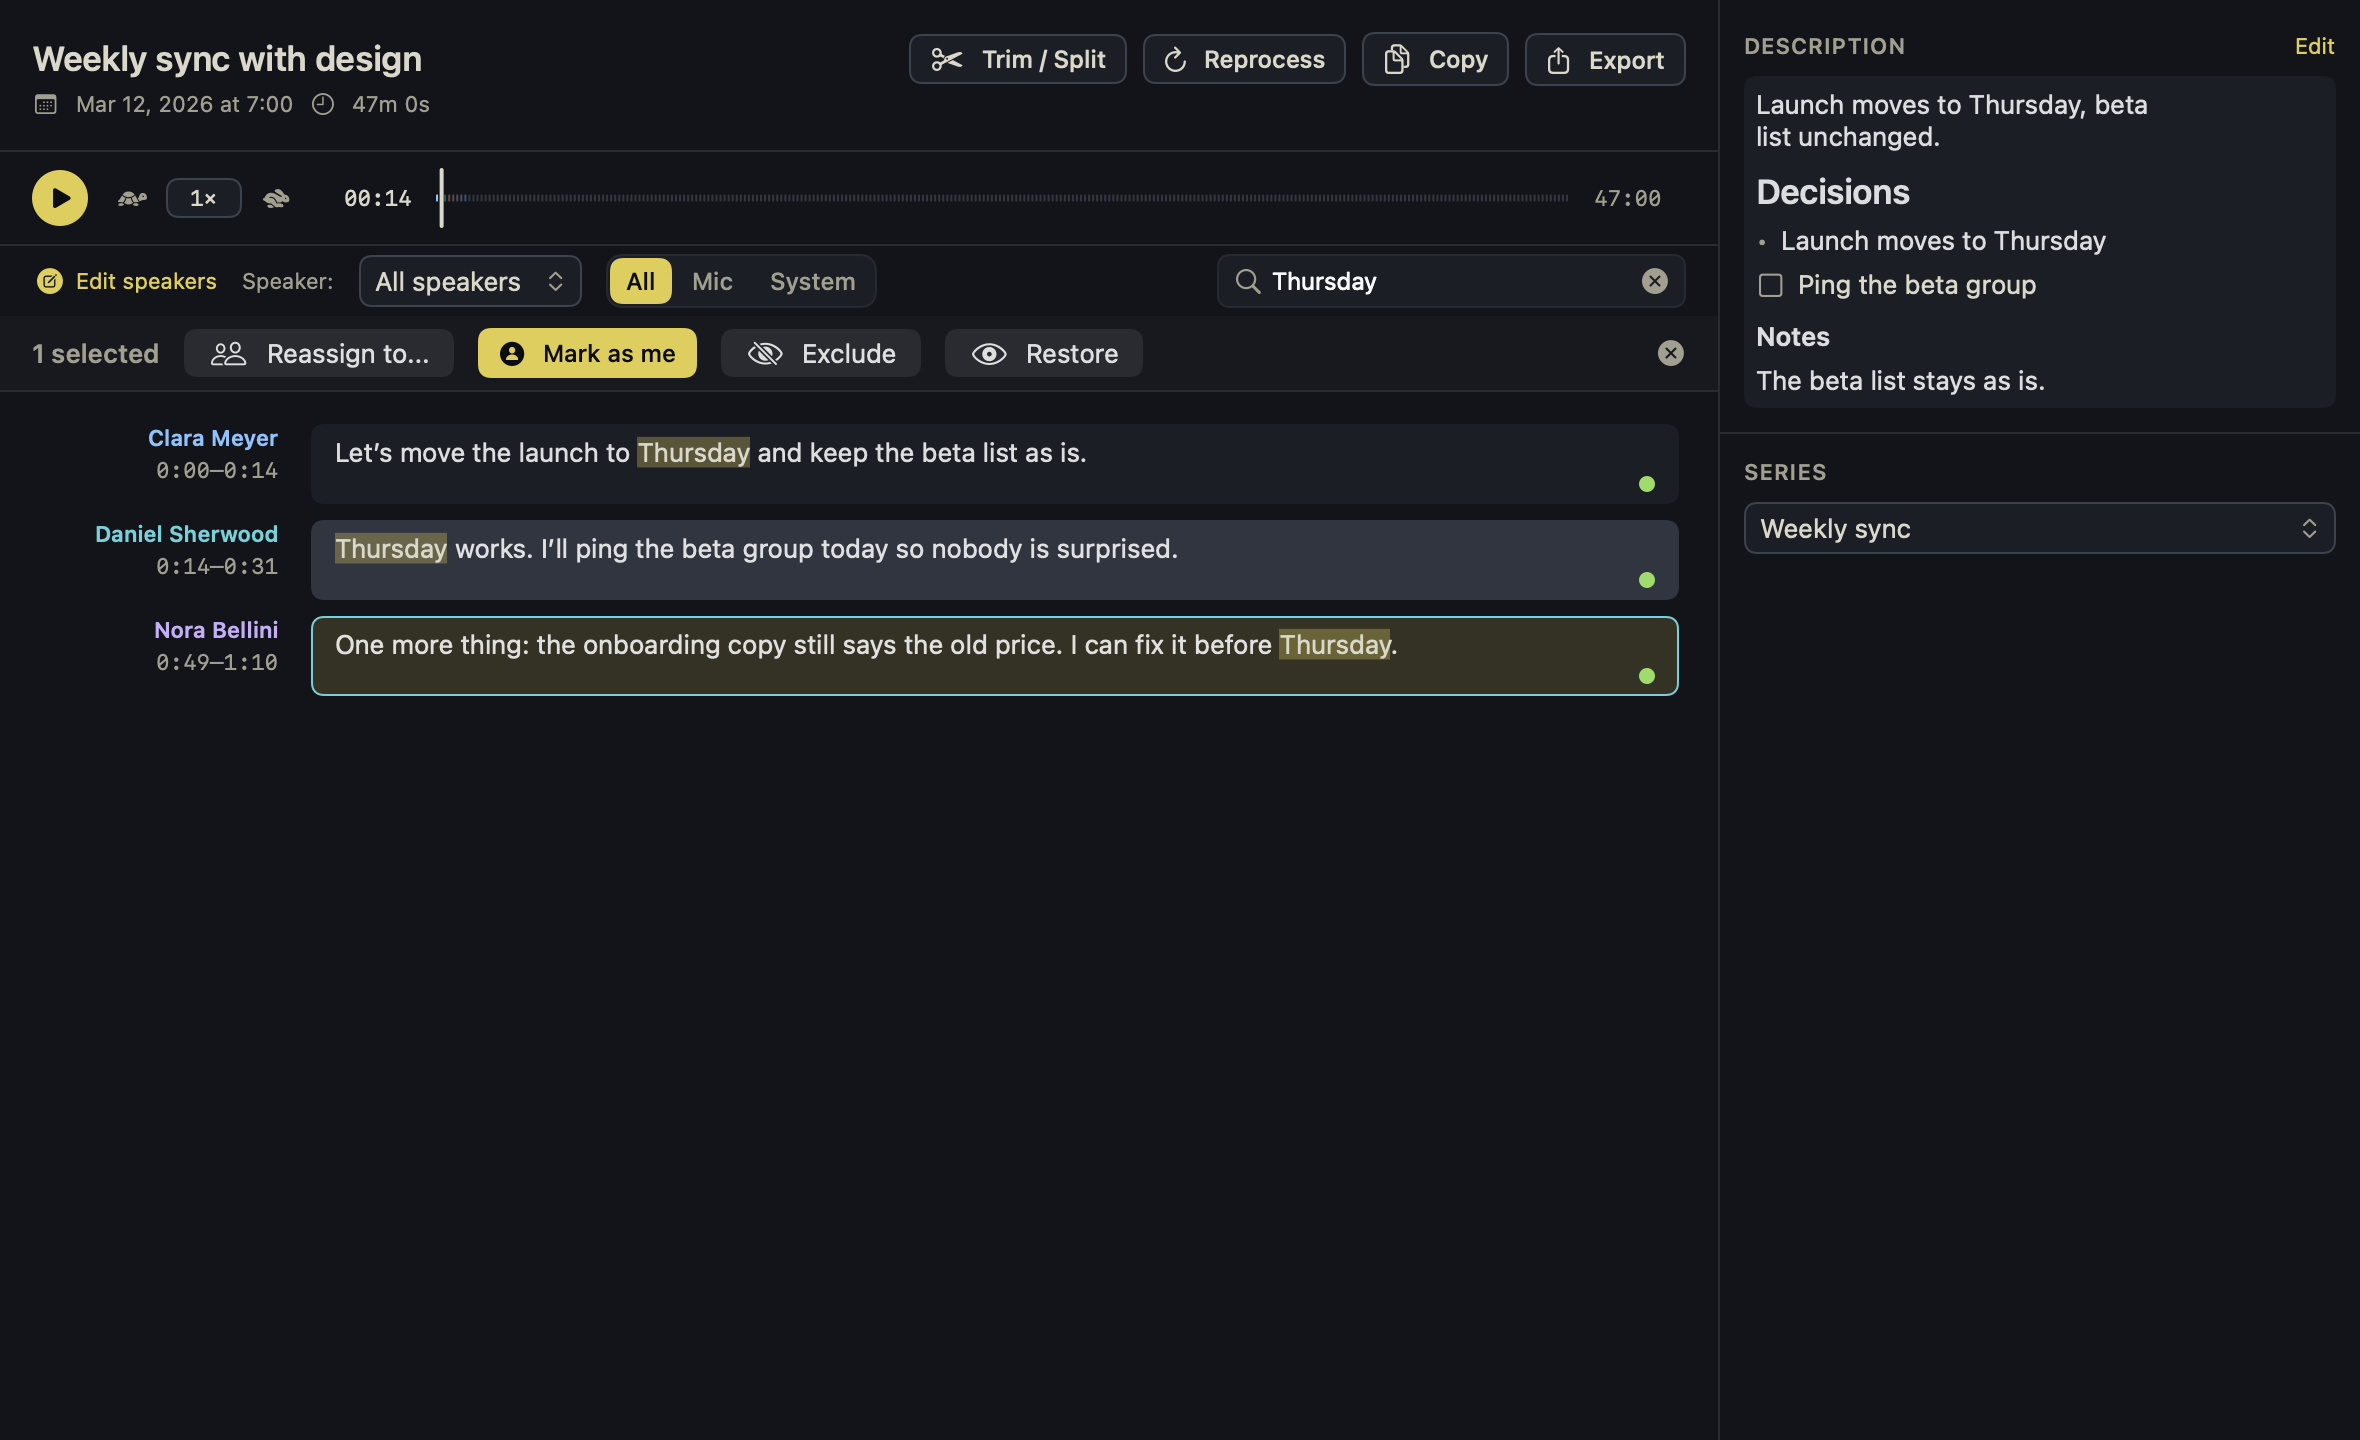 Weekly sync with design
Mar 12, 2026 at 7:00 47m 0s
Trim / Split Reprocess Copy Export
1× 00:14 47:00
Edit speakers Speaker: All speakers All Mic System Thursday
1 selected Reassign to... Mark as me Exclude Restore
Clara Meyer
0:00–0:14
Let’s move the launch to Thursday and keep the beta list as is.
Daniel Sherwood
0:14–0:31
Thursday works. I’ll ping the beta group today so nobody is surprised.
Nora Bellini
0:49–1:10
One more thing: the onboarding copy still says the old price. I can fix it before Thursday.
DESCRIPTION Edit
Launch moves to Thursday, beta
list unchanged.
Decisions
• Launch moves to Thursday
Ping the beta group
Notes
The beta list stays as is.
SERIES
Weekly sync